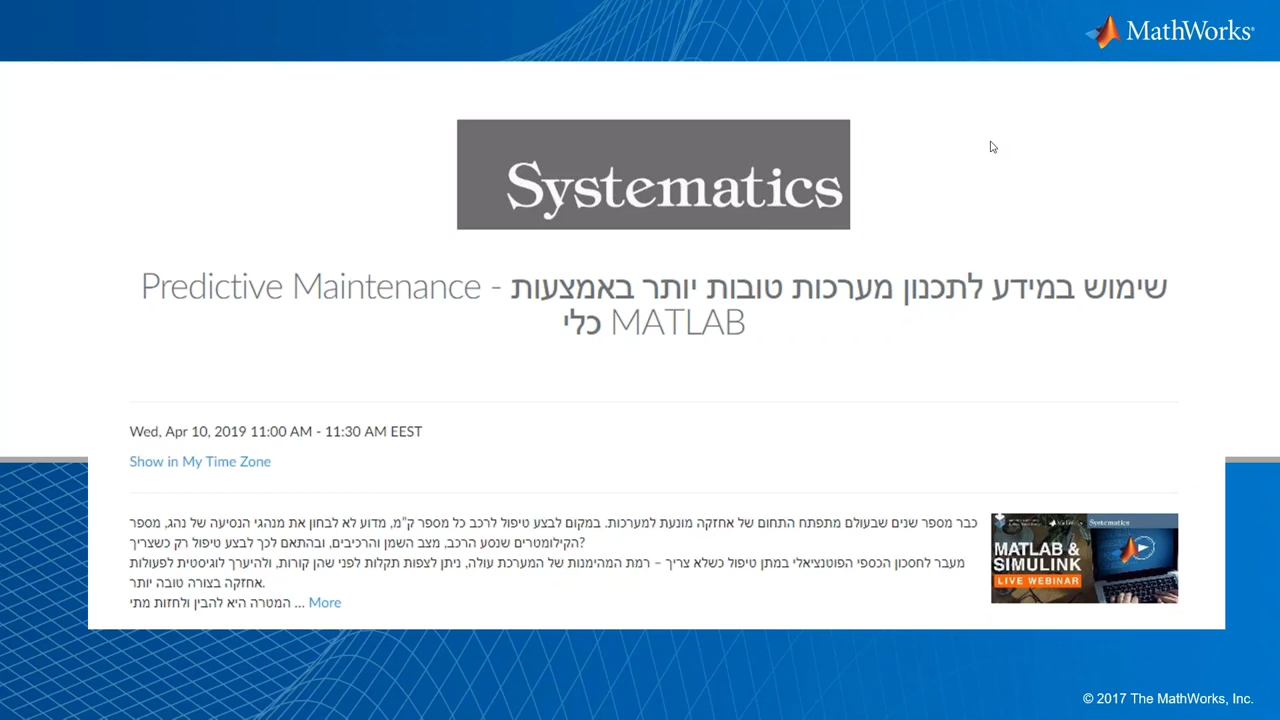 MathWorks®
Systematics
Predictive Maintenance - שימוש במידע לתכנון מערכות טובות יותר באמצעות
כלי MATLAB
Wed, Apr 10, 2019 11:00 AM - 11:30 AM EEST
Show in My Time Zone
כבר מספר שנים שבעולם מתפתח התחום של אחזקה מונעת למערכות. במקום לבצע טיפול לרכב כל מספר ק"מ, מדוע לא לבחון את מנהגי הנסיעה של נהג, מספר
הקילומטרים שנסע הרכב, מצב השמן והרכיבים, ובהתאם לכך לבצע טיפול רק כשצריך?
מעבר לחסכון הכספי הפוטנציאלי במתן טיפול כשלא צריך – רמת המהימנות של המערכת עולה, ניתן לצפות תקלות לפני שהן קורות, ולהיערך לוגיסטית לפעולות
אחזקה בצורה טובה יותר.
המטרה היא להבין ולחזות מתי ... More
Systematics
MATLAB &
SIMULINK
LIVE WEBINAR
© 2017 The MathWorks, Inc.